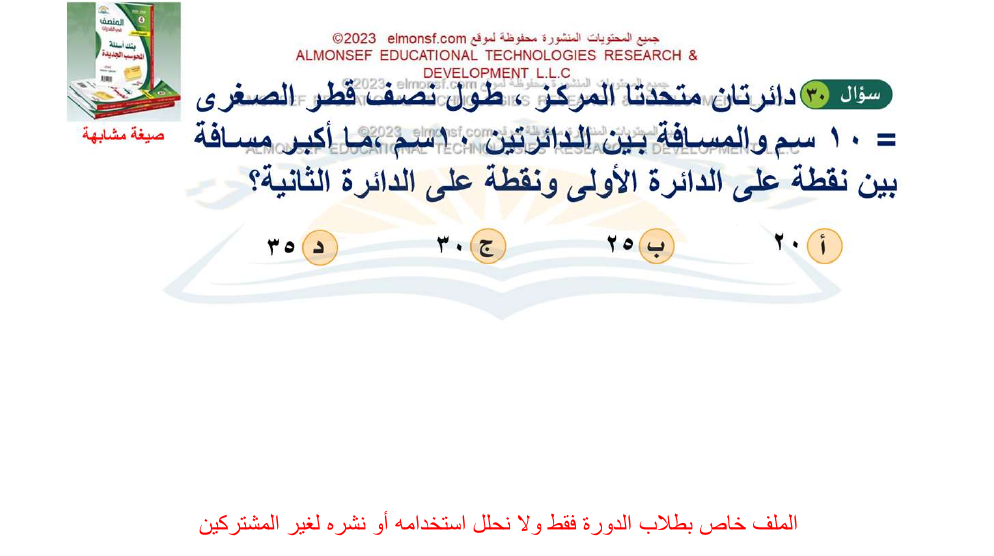 جميع المحتويات المنشورة محفوظة لموقع elmonsf.com ©2023
ALMONSEF EDUCATIONAL TECHNOLOGIES RESEARCH &
DEVELOPMENT L.L.C
المنصف
في القدرات
بنك أسئلة
المحوسب الجديدة
صيغة مشابهة
سؤال ٣٠ دائرتان متحدتا المركز ، طول نصف قطر الصغرى
= ١٠ سم والمسافة بين الدائرتين ١٠سم ،ما أكبر مسافة
بين نقطة على الدائرة الأولى ونقطة على الدائرة الثانية؟
أ ٢٠ ب ٢٥ ج ٣٠ د ٣٥
الملف خاص بطلاب الدورة فقط ولا نحلل استخدامه أو نشره لغير المشتركين